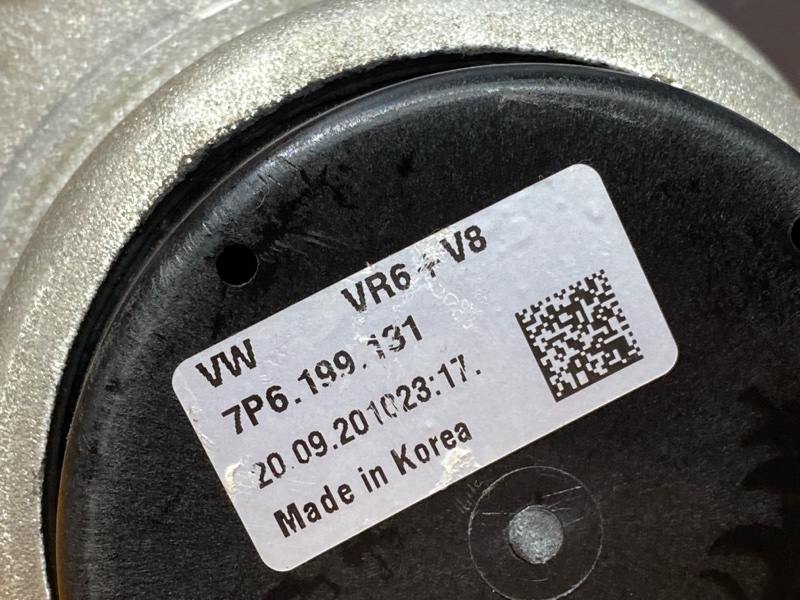 VW VR6 + V8
7P6.199.131
20.09.201023:17.
Made in Korea